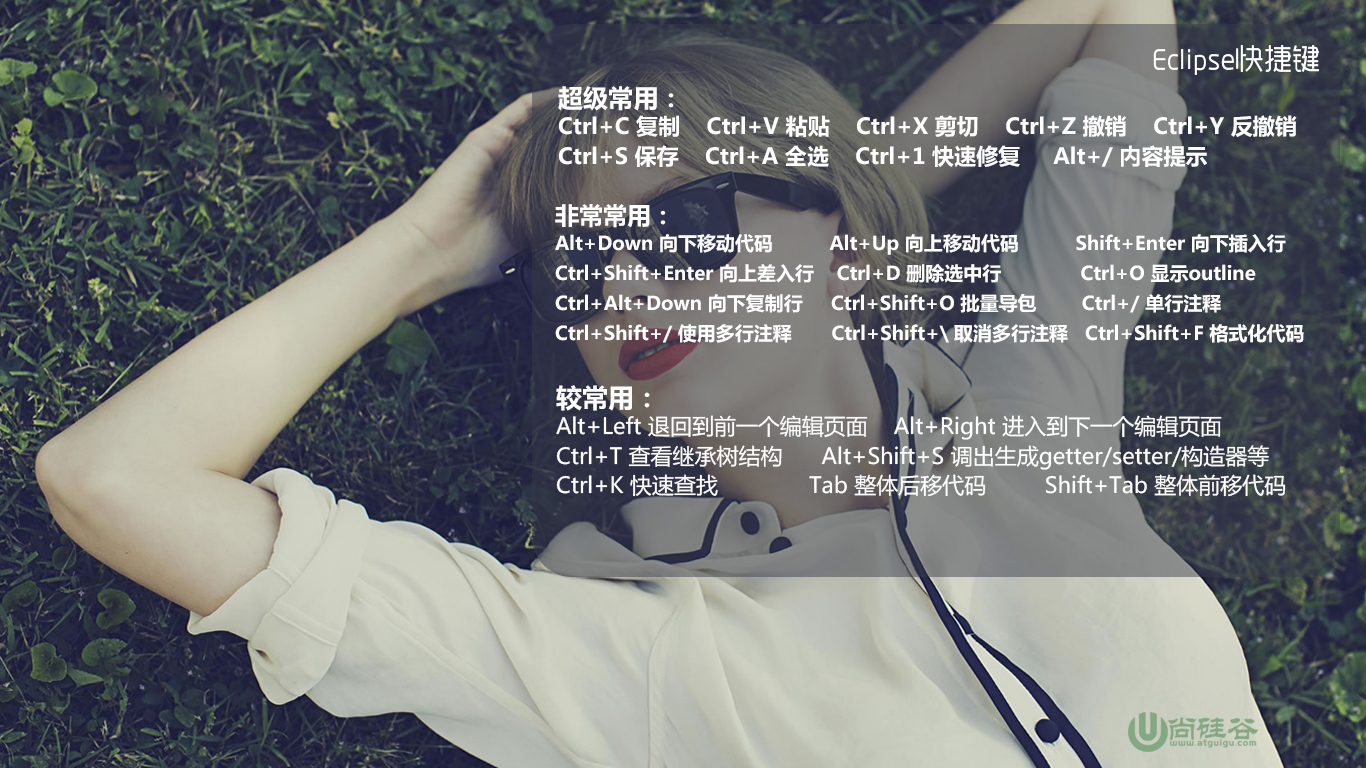 Eclipsel快捷键
超级常用：
Ctrl+C 复制 Ctrl+V 粘贴 Ctrl+X 剪切 Ctrl+Z 撤销 Ctrl+Y 反撤销
Ctrl+S 保存 Ctrl+A 全选 Ctrl+1 快速修复 Alt+/ 内容提示
非常常用：
Alt+Down 向下移动代码 Alt+Up 向上移动代码 Shift+Enter 向下插入行
Ctrl+Shift+Enter 向上差入行 Ctrl+D 删除选中行 Ctrl+O 显示outline
Ctrl+Alt+Down 向下复制行 Ctrl+Shift+O 批量导包 Ctrl+/ 单行注释
Ctrl+Shift+/ 使用多行注释 Ctrl+Shift+\ 取消多行注释 Ctrl+Shift+F 格式化代码
较常用：
Alt+Left 退回到前一个编辑页面 Alt+Right 进入到下一个编辑页面
Ctrl+T 查看继承树结构 Alt+Shift+S 调出生成getter/setter/构造器等
Ctrl+K 快速查找 Tab 整体后移代码 Shift+Tab 整体前移代码
尚硅谷
www.atguigu.com